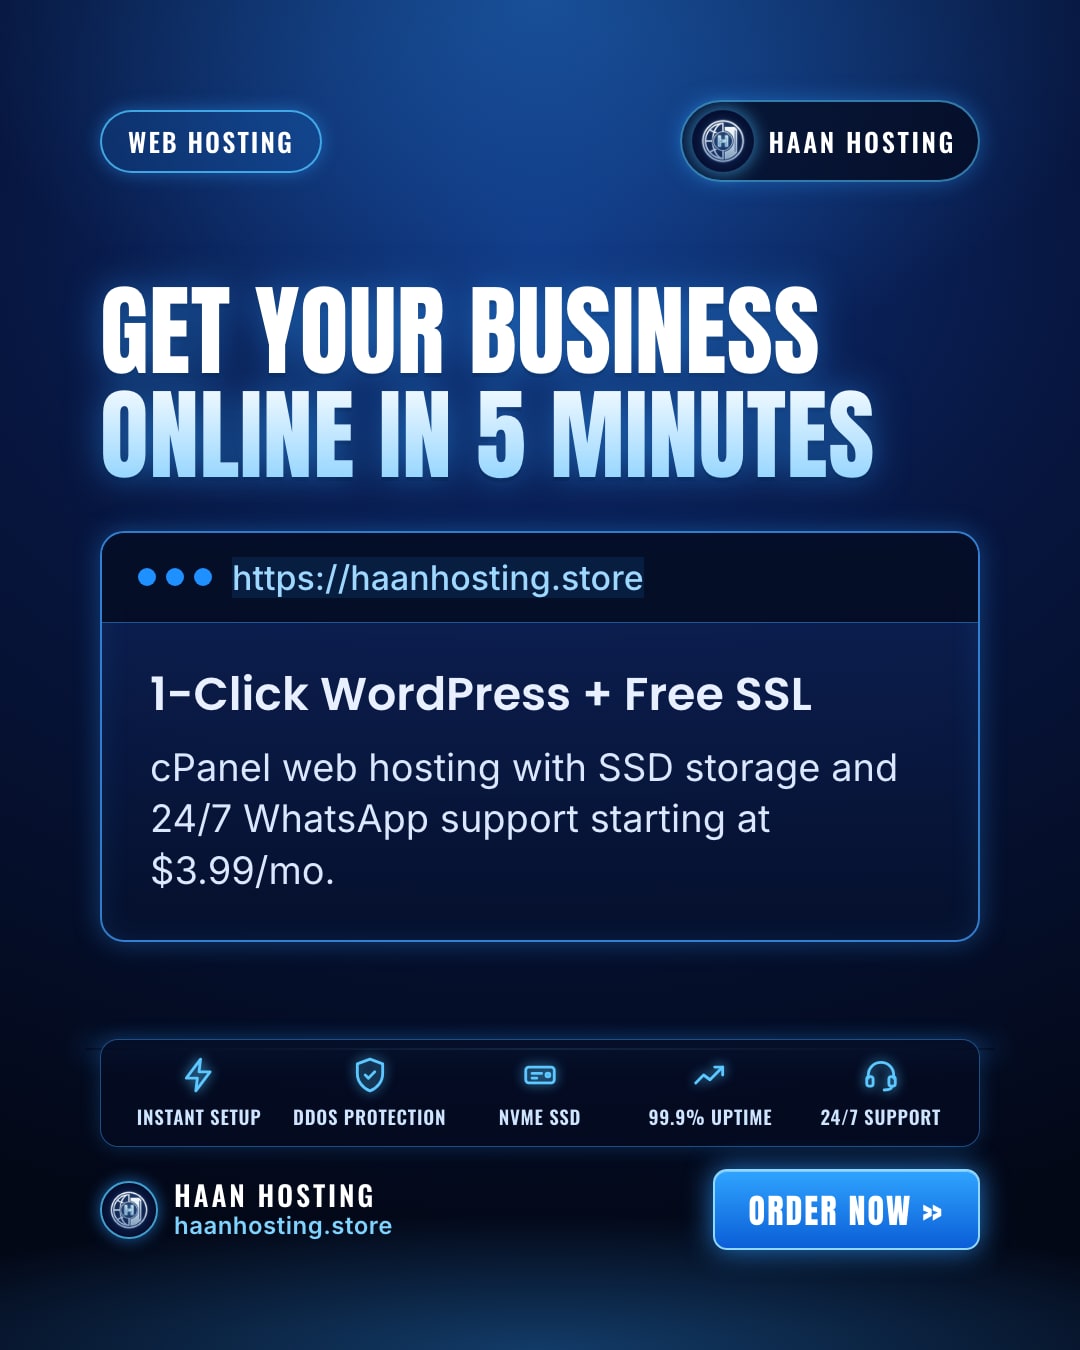 WEB HOSTING
HAAN HOSTING
GET YOUR BUSINESS
ONLINE IN 5 MINUTES
https://haanhosting.store
1-Click WordPress + Free SSL
cPanel web hosting with SSD storage and
24/7 WhatsApp support starting at
$3.99/mo.
INSTANT SETUP
DDOS PROTECTION
NVME SSD
99.9% UPTIME
24/7 SUPPORT
HAAN HOSTING
haanhosting.store
ORDER NOW »